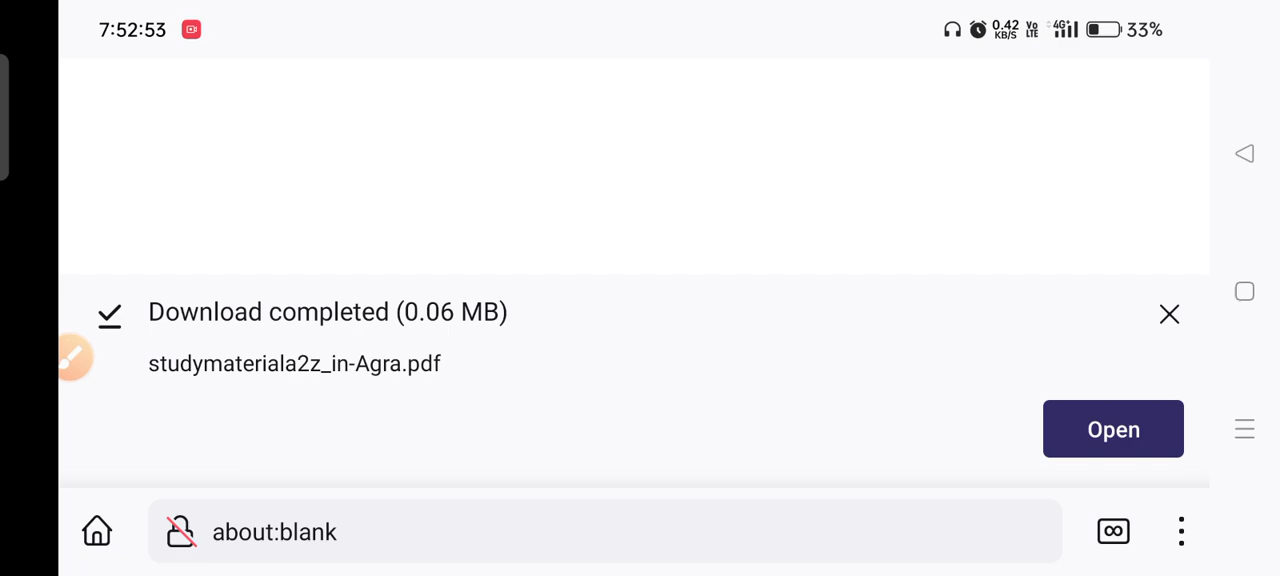 7:52:53
0.42 KB/S Vo LTE 4G+ 33%
Download completed (0.06 MB)
studymateriala2z_in-Agra.pdf
Open
about:blank
∞